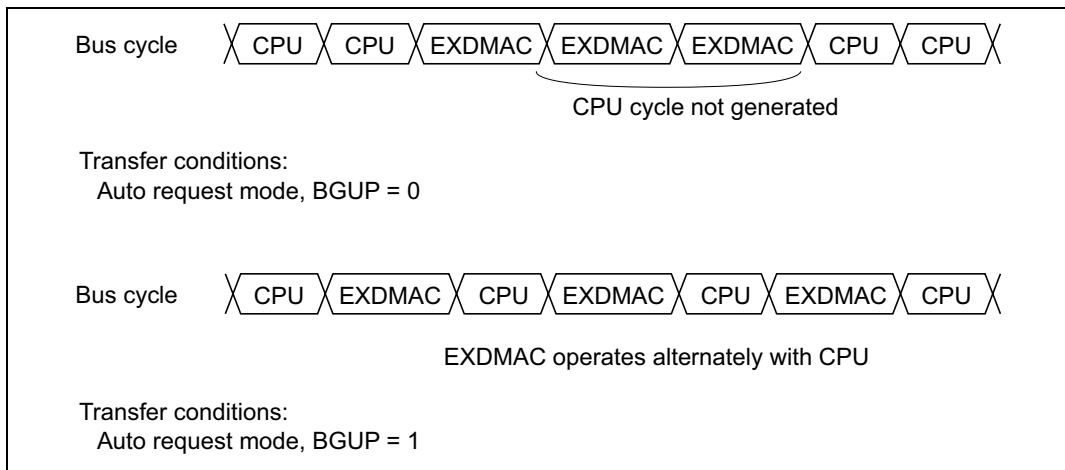 Bus cycle CPU CPU EXDMAC EXDMAC EXDMAC CPU CPU
CPU cycle not generated
Transfer conditions:
Auto request mode, BGUP = 0
Bus cycle CPU EXDMAC CPU EXDMAC CPU EXDMAC CPU
EXDMAC operates alternately with CPU
Transfer conditions:
Auto request mode, BGUP = 1